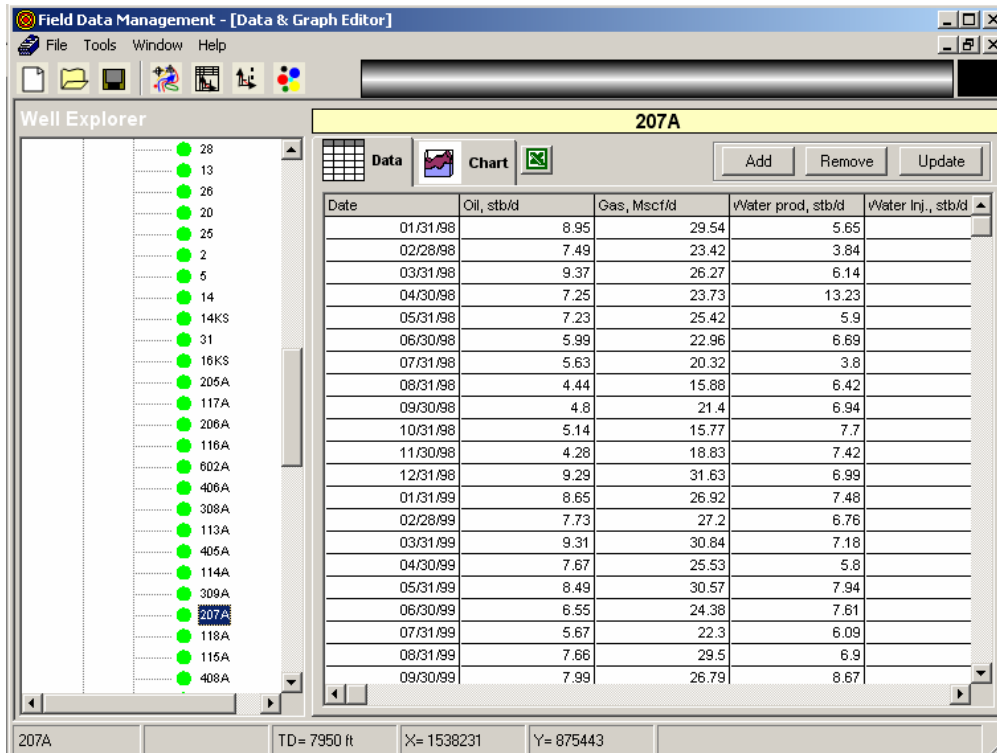 Field Data Management - [Data & Graph Editor]
File Tools Window Help
Well Explorer
207A
28
13
26
20
25
2
5
14
14KS
31
16KS
205A
117A
206A
116A
602A
406A
308A
113A
405A
114A
309A
207A
118A
115A
408A
Data Chart Add Remove Update
Date Oil, stb/d Gas, Mscf/d Water prod, stb/d Water Inj., stb/d
01/31/98 8.95 29.54 5.65
02/28/98 7.49 23.42 3.84
03/31/98 9.37 26.27 6.14
04/30/98 7.25 23.73 13.23
05/31/98 7.23 25.42 5.9
06/30/98 5.99 22.96 6.69
07/31/98 5.63 20.32 3.8
08/31/98 4.44 15.88 6.42
09/30/98 4.8 21.4 6.94
10/31/98 5.14 15.77 7.7
11/30/98 4.28 18.83 7.42
12/31/98 9.29 31.63 6.99
01/31/99 8.65 26.92 7.48
02/28/99 7.73 27.2 6.76
03/31/99 9.31 30.84 7.18
04/30/99 7.67 25.53 5.8
05/31/99 8.49 30.57 7.94
06/30/99 6.55 24.38 7.61
07/31/99 5.67 22.3 6.09
08/31/99 7.66 29.5 6.9
09/30/99 7.99 26.79 8.67
207A TD= 7950 ft X= 1538231 Y= 875443